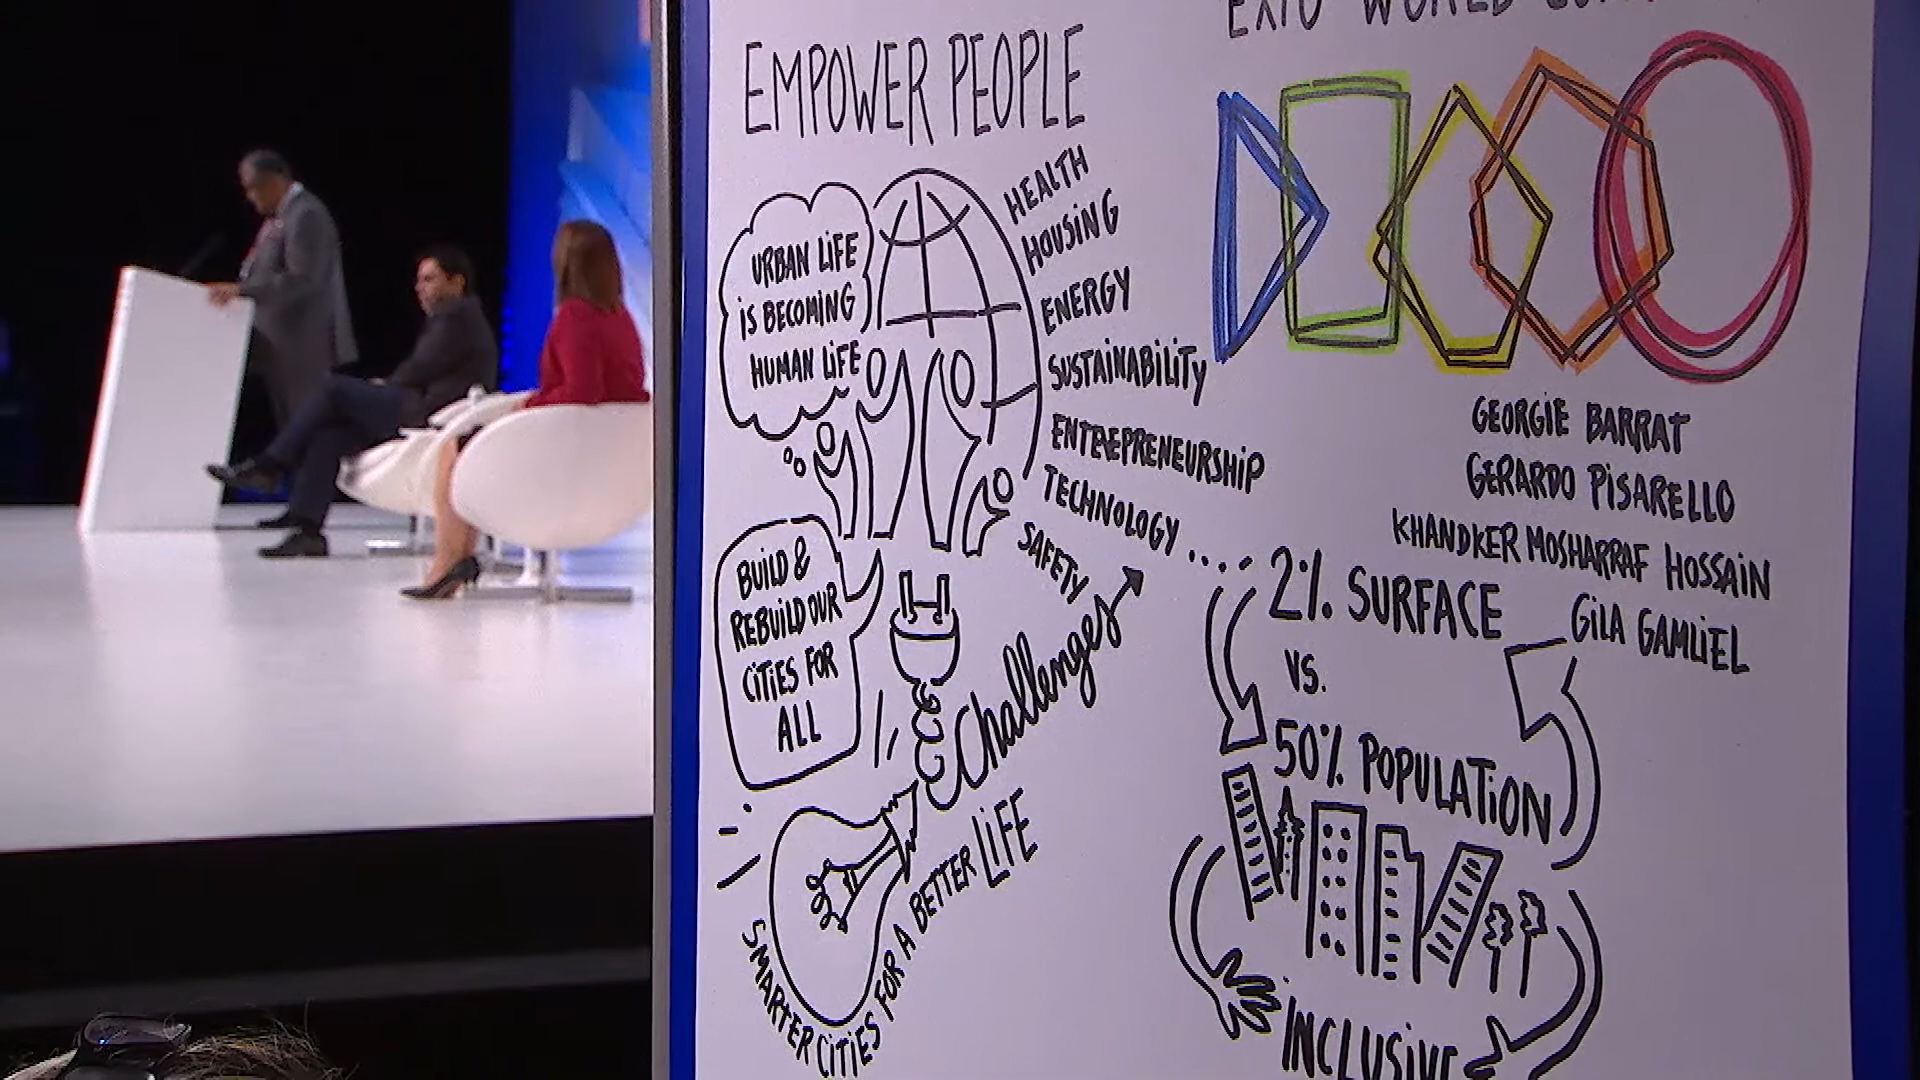 EMPOWER PEOPLE
URBAN LIFE
IS BECOMING
HUMAN LIFE
HEALTH
HOUSING
ENERGY
SUSTAINABILITY
ENTREPRENEURSHIP
TECHNOLOGY ....
SAFETY
Challenges
BUILD &
REBUILD OUR
CITIES FOR
ALL
SMARTER CITIES FOR A BETTER LIFE
EXPO WORLD
GEORGIE BARRAT
GERARDO PISARELLO
KHANDKER MOSHARRAF HOSSAIN
GILA GAMLIEL
2% SURFACE
VS.
50% POPULATION
INCLUSIVE